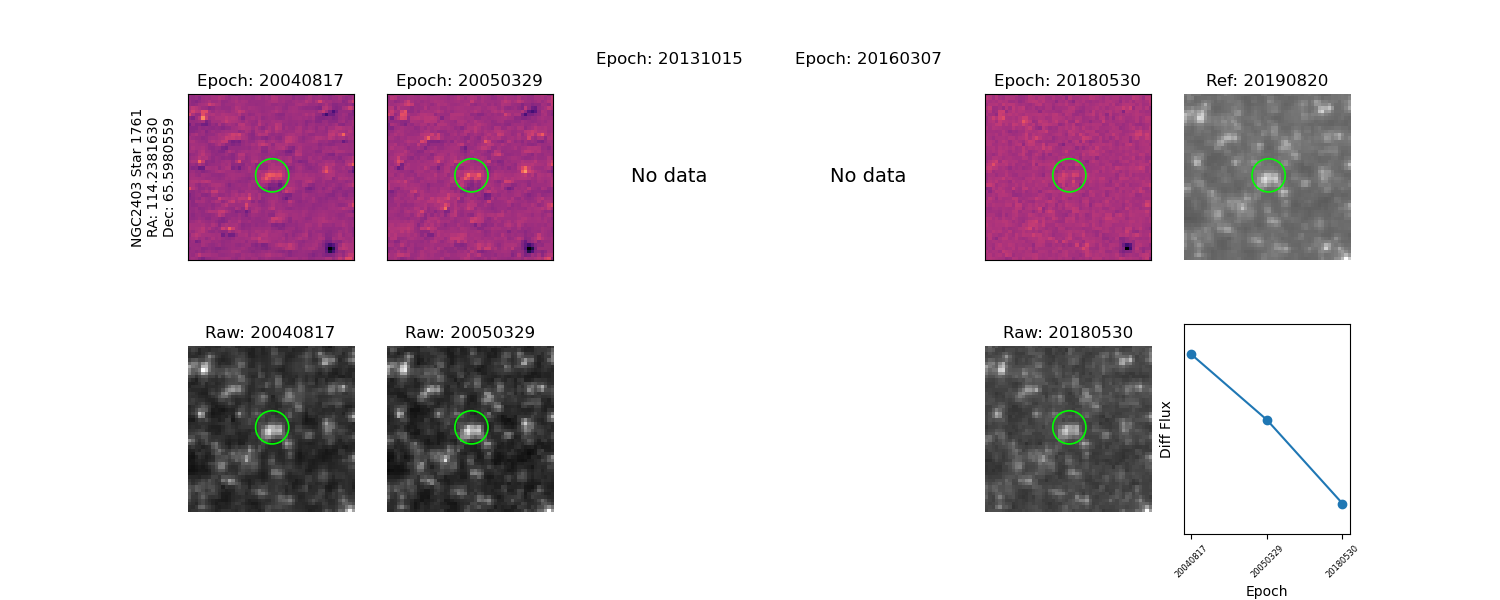 Epoch: 20040817
Epoch: 20050329
Epoch: 20131015
Epoch: 20160307
Epoch: 20180530
Ref: 20190820
NGC2403 Star 1761
RA: 114.2381630
Dec: 65.5980559
No data
No data
Raw: 20040817
Raw: 20050329
Raw: 20180530
Diff Flux
20040817
20050329
20180530
Epoch